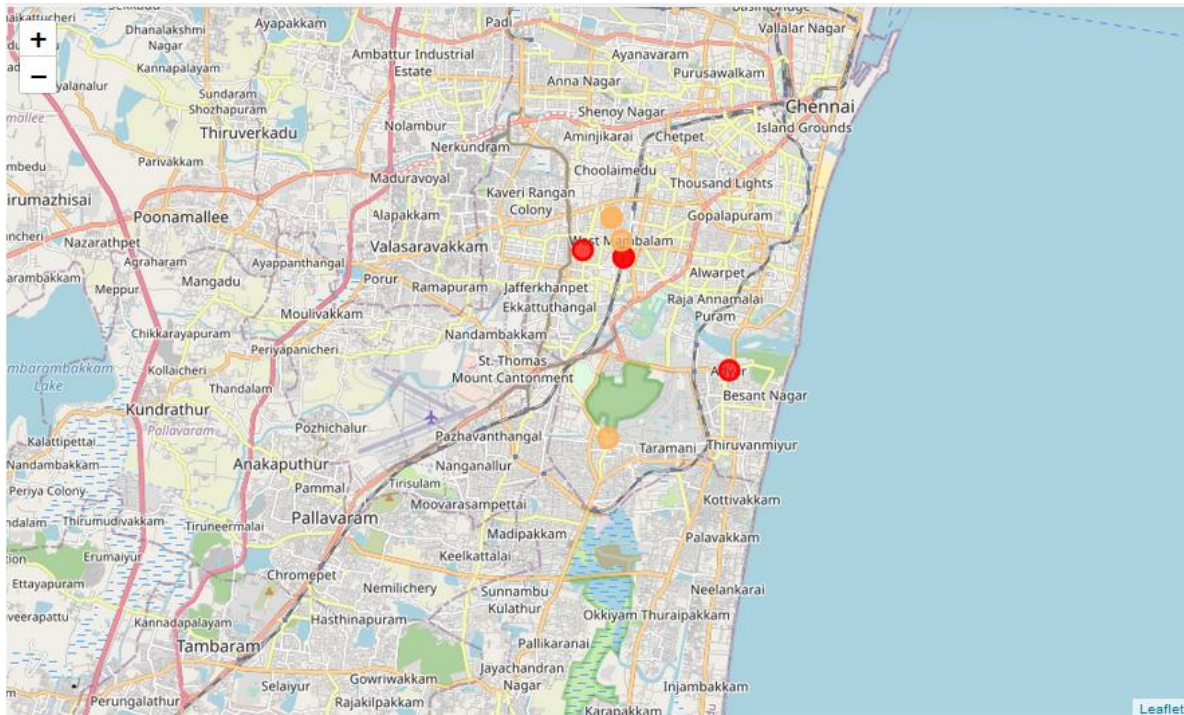 +
−
Ayapakkam
Padi
Vallalar Nagar
Dhanalakshmi
Nagar
Ambattur Industrial
Estate
Ayanavaram
Kannapalayam
Anna Nagar
Purusawalkam
Sundaram
Shozhapuram
Shenoy Nagar
Chennai
Thiruverkadu
Nolambur
Aminjikarai
Chetpet
Island Grounds
Nerkundram
Parivakkam
Choolaimedu
Maduravoyal
Thousand Lights
Kaveri Rangan
Colony
Poonamallee
Alapakkam
Gopalapuram
Nazarathpet
Valasaravakkam
West Mambalam
Agraharam
Ayappanthangal
Alwarpet
Mangadu
Porur
Ramapuram
Jafferkhanpet
Meppur
Ekkattuthangal
Raja Annamalai
Puram
Moulivakkam
Chikkarayapuram
Nandambakkam
Periyapanicheri
St. Thomas
Mount Cantonment
Kollaicheri
Lake
Thandalam
Besant Nagar
Kundrathur
Pallavaram
Pozhichalur
Kalattipettai
Pazhavanthangal
Thiruvanmiyur
Taramani
Nandambakkam
Anakaputhur
Nanganallur
Periya Colony
Pammal
Tirisulam
Kottivakkam
Moovarasampettai
Thirumudivakkam
Tiruneermalai
Pallavaram
Madipakkam
Palavakkam
Erumaiyur
Keelkattalai
Ettayapuram
Chromepet
Nemilichery
Sunnambu
Kulathur
Neelankarai
Okkiyam Thuraipakkam
Kannadapalayam
Hasthinapuram
Tambaram
Pallikaranai
Jayachandran
Nagar
Gowriwakkam
Selaiyur
Injambakkam
Perungalathur
Rajakilpakkam
Karapakkam
Leaflet